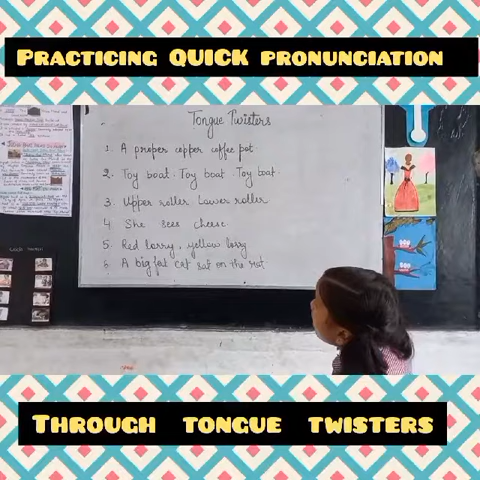 PRACTICING QUICK PRONUNCIATION
Tongue Twisters
1. A proper copper coffee pot.
2. Toy boat. Toy boat. Toy boat.
3. Upper roller Lower roller
4. She sees cheese
5. Red lorry, yellow lorry
6. A big fat cat sat on the rat
THROUGH TONGUE TWISTERS